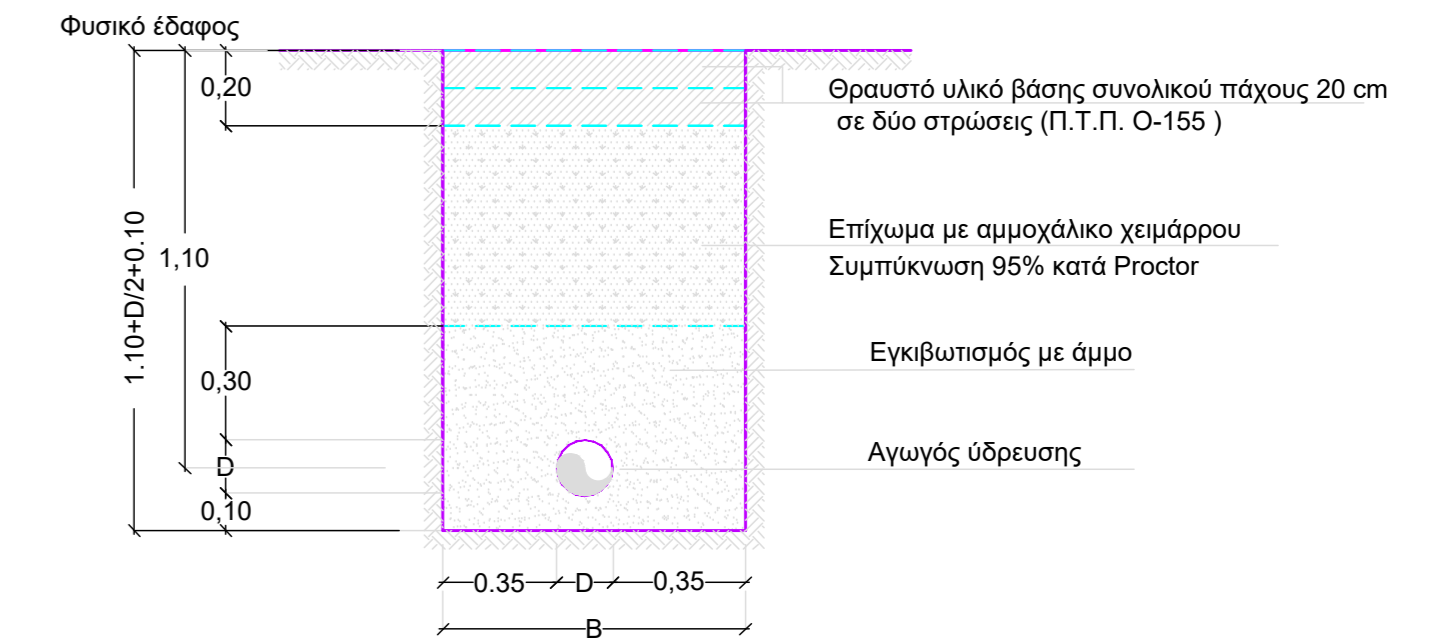 Φυσικό έδαφος
0,20
Θραυστό υλικό βάσης συνολικού πάχους 20 cm
σε δύο στρώσεις (Π.Τ.Π. Ο-155 )
1.10+D/2+0.10
1,10
Επίχωμα με αμμοχάλικο χειμάρρου
Συμπύκνωση 95% κατά Proctor
0,30
Εγκιβωτισμός με άμμο
D
Αγωγός ύδρευσης
0,10
0.35
D
0,35
B